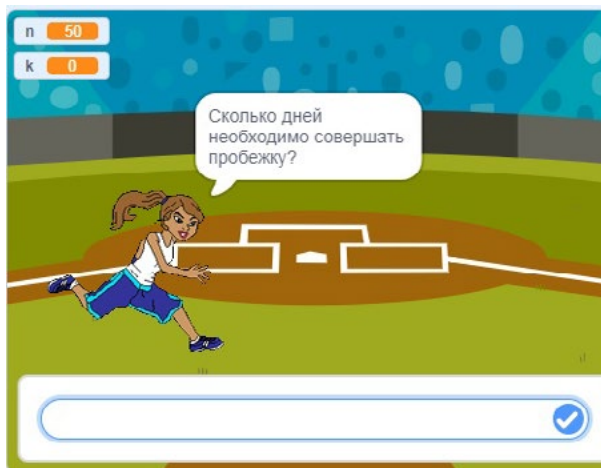 n 50
k 0
Сколько дней
необходимо совершать
пробежку?